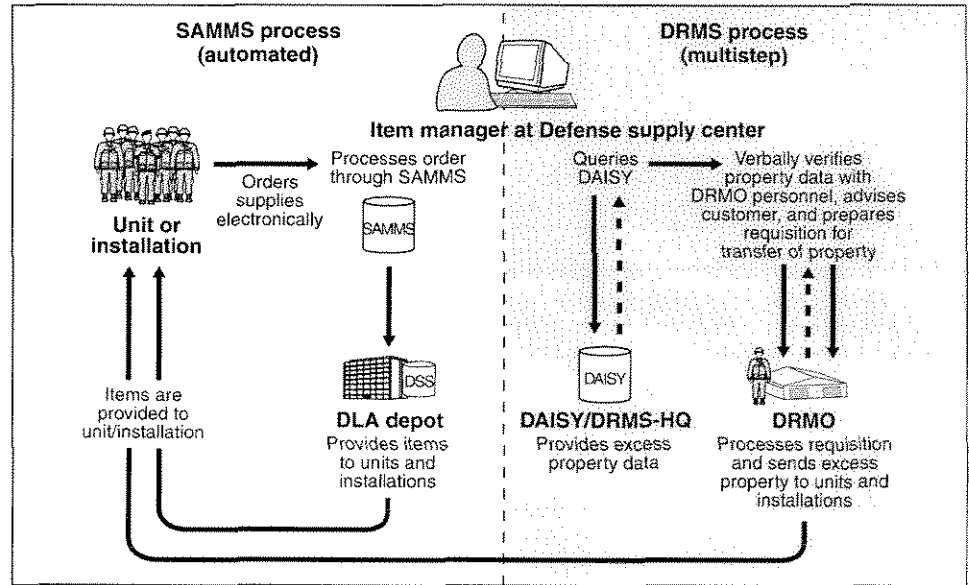 SAMMS process
(automated)
DRMS process
(multistep)
Item manager at Defense supply center
Unit or
installation
Orders
supplies
electronically
Processes order
through SAMMS
SAMMS
Queries
DAISY
Verbally verifies
property data with
DRMO personnel, advises
customer, and prepares
requisition for
transfer of property
Items are
provided to
unit/installation
DSS
DLA depot
Provides items
to units and
installations
DAISY
DAISY/DRMS-HQ
Provides excess
property data
DRMO
Processes requisition
and sends excess
property to units and
installations